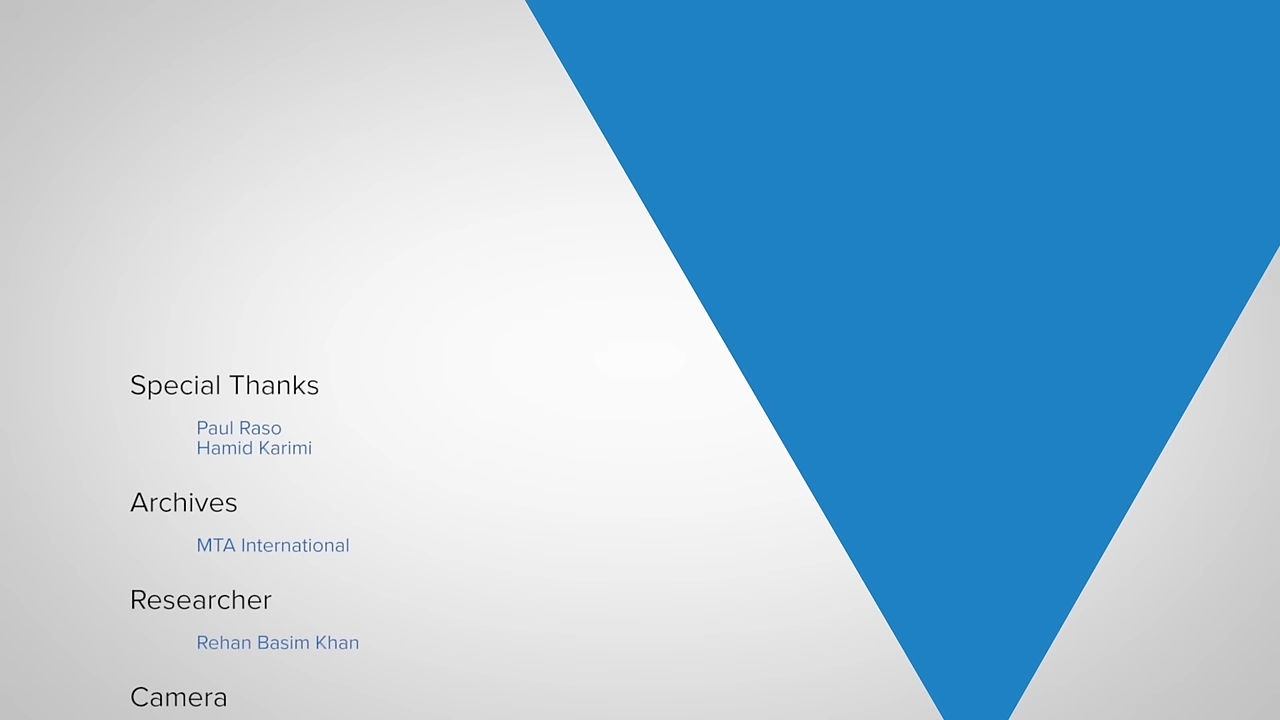 Special Thanks
Paul Raso
Hamid Karimi
Archives
MTA International
Researcher
Rehan Basim Khan
Camera